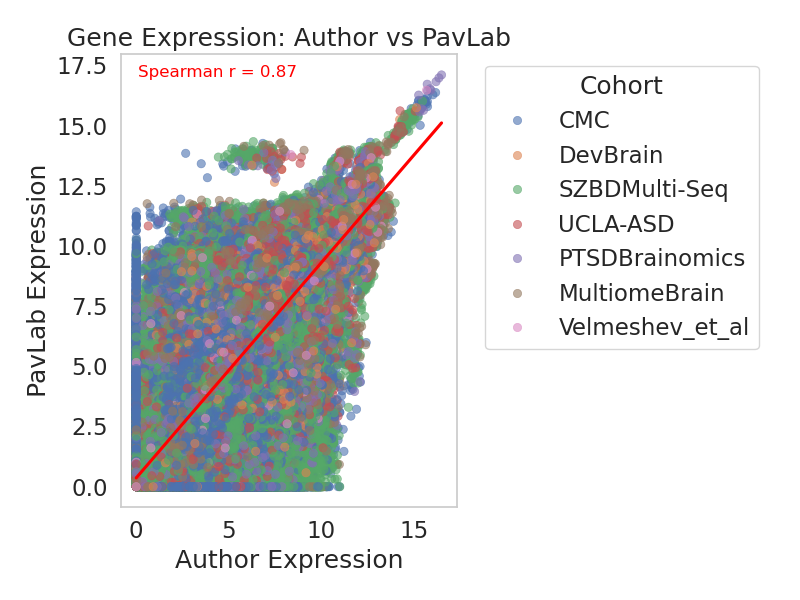 Gene Expression: Author vs PavLab
Spearman r = 0.87
17.5
15.0
12.5
10.0
7.5
5.0
2.5
0.0
PavLab Expression
0 5 10 15
Author Expression
Cohort
CMC
DevBrain
SZBDMulti-Seq
UCLA-ASD
PTSDBrainomics
MultiomeBrain
Velmeshev_et_al